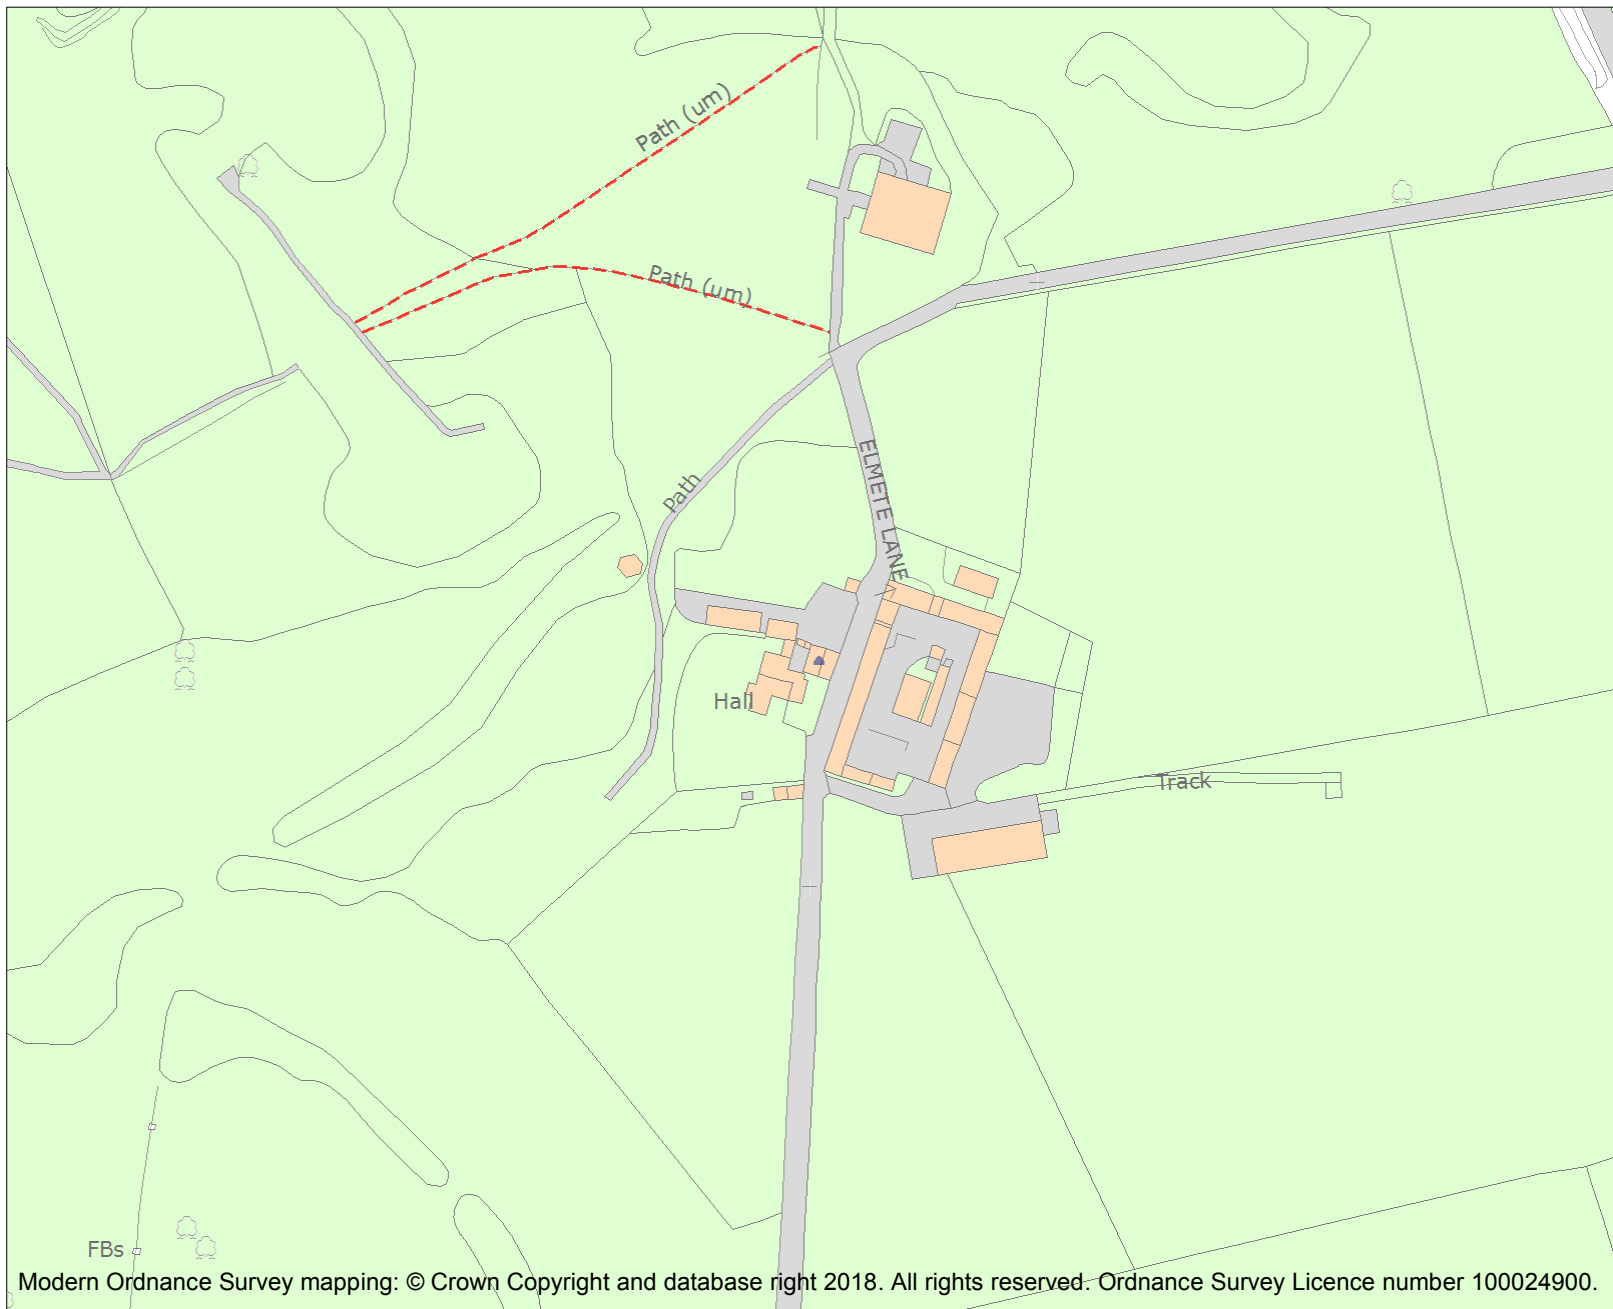 Path (um)
Path (um)
Path
ELMETE LANE
Hall
Track
FBs
Modern Ordnance Survey mapping: © Crown Copyright and database right 2018. All rights reserved. Ordnance Survey Licence number 100024900.